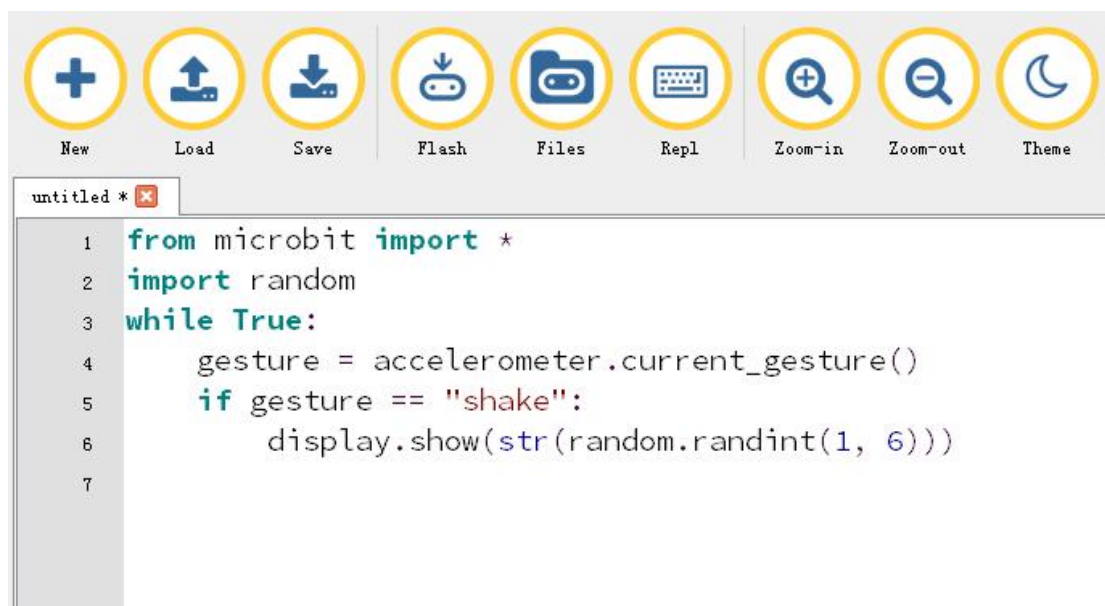 New Load Save Flash Files Repl Zoom-in Zoom-out Theme
untitled *
1 from microbit import *
2 import random
3 while True:
4     gesture = accelerometer.current_gesture()
5     if gesture == "shake":
6         display.show(str(random.randint(1, 6)))
7